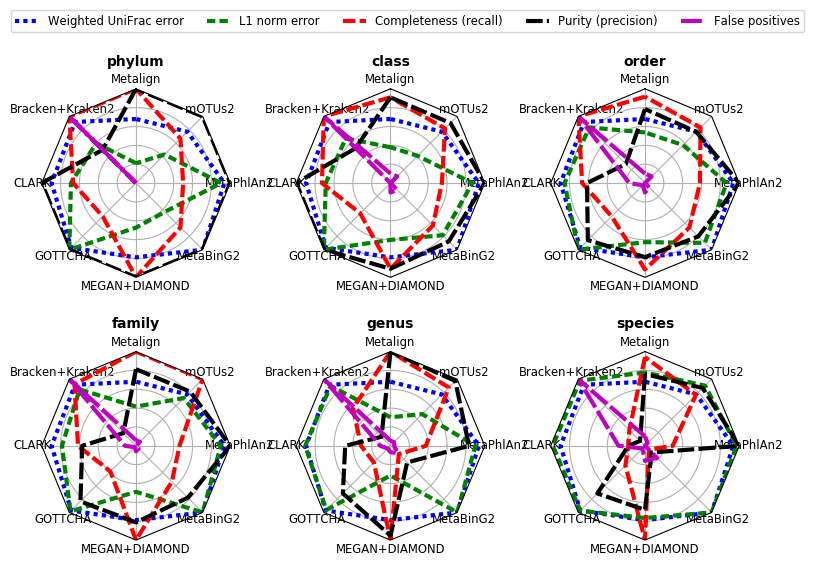 Weighted UniFrac error L1 norm error Completeness (recall) Purity (precision) False positives
phylum class order
Metalign Metalign Metalign
Bracken+Kraken2 mOTUs2 Bracken+Kraken2 mOTUs2 Bracken+Kraken2 mOTUs2
CLARK MetaPhlAn2 CLARK MetaPhlAn2 CLARK MetaPhlAn2
GOTTCHA MetaBinG2 GOTTCHA MetaBinG2 GOTTCHA MetaBinG2
MEGAN+DIAMOND MEGAN+DIAMOND MEGAN+DIAMOND
family genus species
Metalign Metalign Metalign
Bracken+Kraken2 mOTUs2 Bracken+Kraken2 mOTUs2 Bracken+Kraken2 mOTUs2
CLARK MetaPhlAn2 CLARK MetaPhlAn2 CLARK MetaPhlAn2
GOTTCHA MetaBinG2 GOTTCHA MetaBinG2 GOTTCHA MetaBinG2
MEGAN+DIAMOND MEGAN+DIAMOND MEGAN+DIAMOND